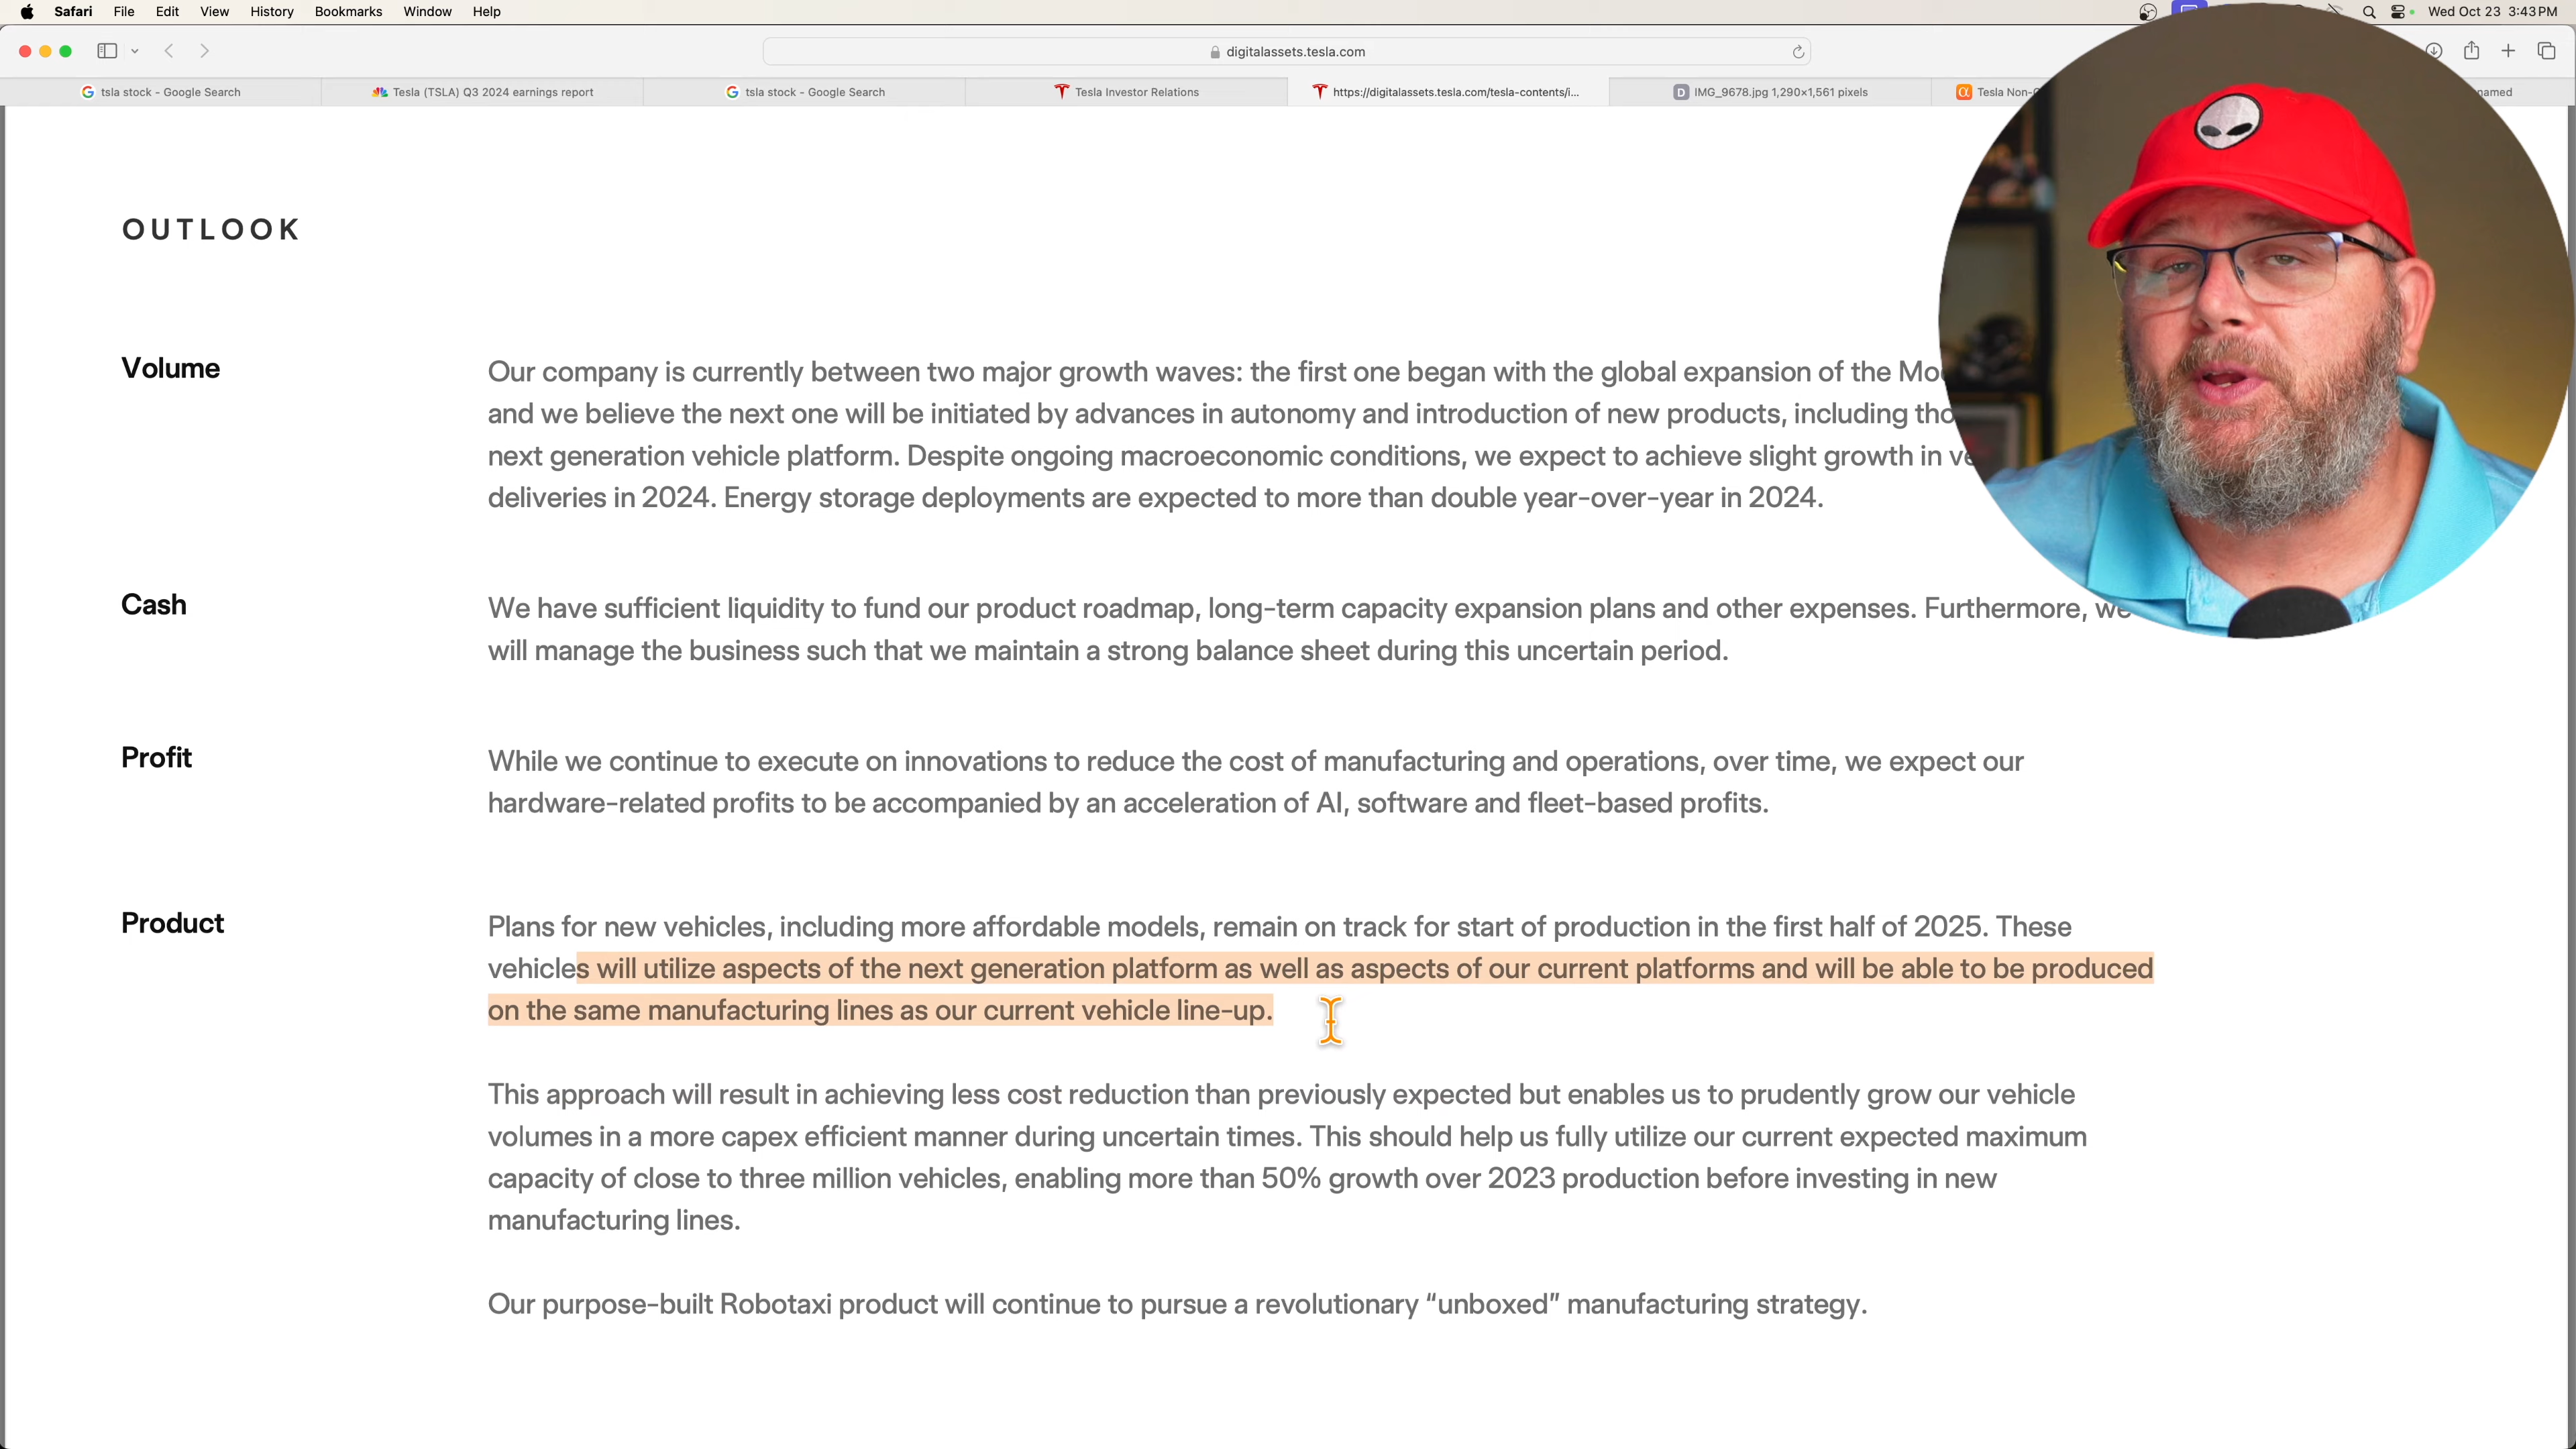 Safari File Edit View History Bookmarks Window Help Wed Oct 23 3:43 PM
digitalassets.tesla.com
tsla stock - Google Search Tesla (TSLA) Q3 2024 earnings report tsla stock - Google Search Tesla Investor Relations https://digitalassets.tesla.com/tesla-contents/i... IMG_9678.jpg 1,290×1,561 pixels Tesla
OUTLOOK
Volume
Our company is currently between two major growth waves: the first one began with the global expansion of the
and we believe the next one will be initiated by advances in autonomy and introduction of new products, including
next generation vehicle platform. Despite ongoing macroeconomic conditions, we expect to achieve slight growth in
deliveries in 2024. Energy storage deployments are expected to more than double year-over-year in 2024.
Cash
We have sufficient liquidity to fund our product roadmap, long-term capacity expansion plans and other expenses. Furthermore, we
will manage the business such that we maintain a strong balance sheet during this uncertain period.
Profit
While we continue to execute on innovations to reduce the cost of manufacturing and operations, over time, we expect our
hardware-related profits to be accompanied by an acceleration of AI, software and fleet-based profits.
Product
Plans for new vehicles, including more affordable models, remain on track for start of production in the first half of 2025. These
vehicles will utilize aspects of the next generation platform as well as aspects of our current platforms and will be able to be produced
on the same manufacturing lines as our current vehicle line-up.
This approach will result in achieving less cost reduction than previously expected but enables us to prudently grow our vehicle
volumes in a more capex efficient manner during uncertain times. This should help us fully utilize our current expected maximum
capacity of close to three million vehicles, enabling more than 50% growth over 2023 production before investing in new
manufacturing lines.
Our purpose-built Robotaxi product will continue to pursue a revolutionary “unboxed” manufacturing strategy.